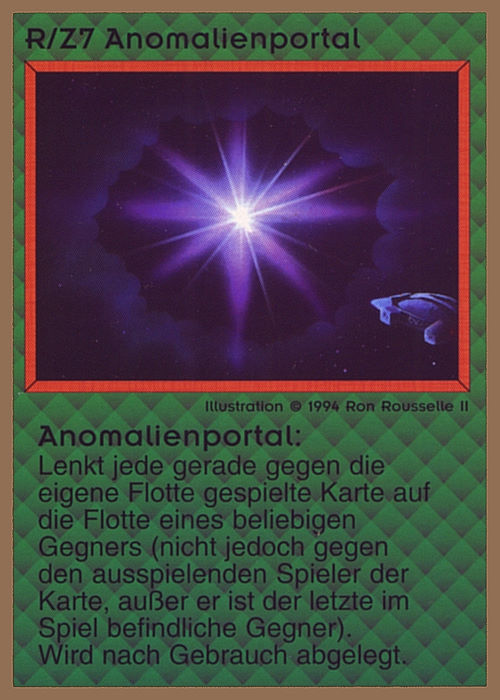 R/Z7 Anomalienportal
Illustration © 1994 Ron Rousselle II
Anomalienportal:
Lenkt jede gerade gegen die
eigene Flotte gespielte Karte auf
die Flotte eines beliebigen
Gegners (nicht jedoch gegen
den ausspielenden Spieler der
Karte, außer er ist der letzte im
Spiel befindliche Gegner).
Wird nach Gebrauch abgelegt.